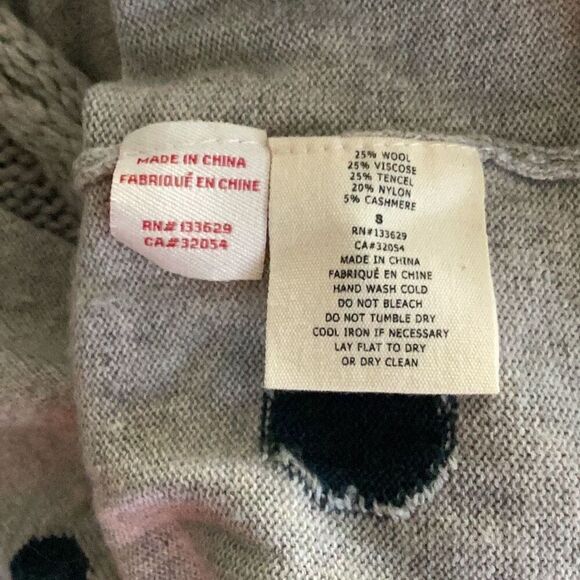 MADE IN CHINA
FABRIQUÉ EN CHINE
RN# 133629
CA#32054
25% WOOL
25% VISCOSE
25% TENCEL
20% NYLON
5% CASHMERE
S
RN#133629
CA#32054
MADE IN CHINA
FABRIQUÉ EN CHINE
HAND WASH COLD
DO NOT BLEACH
DO NOT TUMBLE DRY
COOL IRON IF NECESSARY
LAY FLAT TO DRY
OR DRY CLEAN